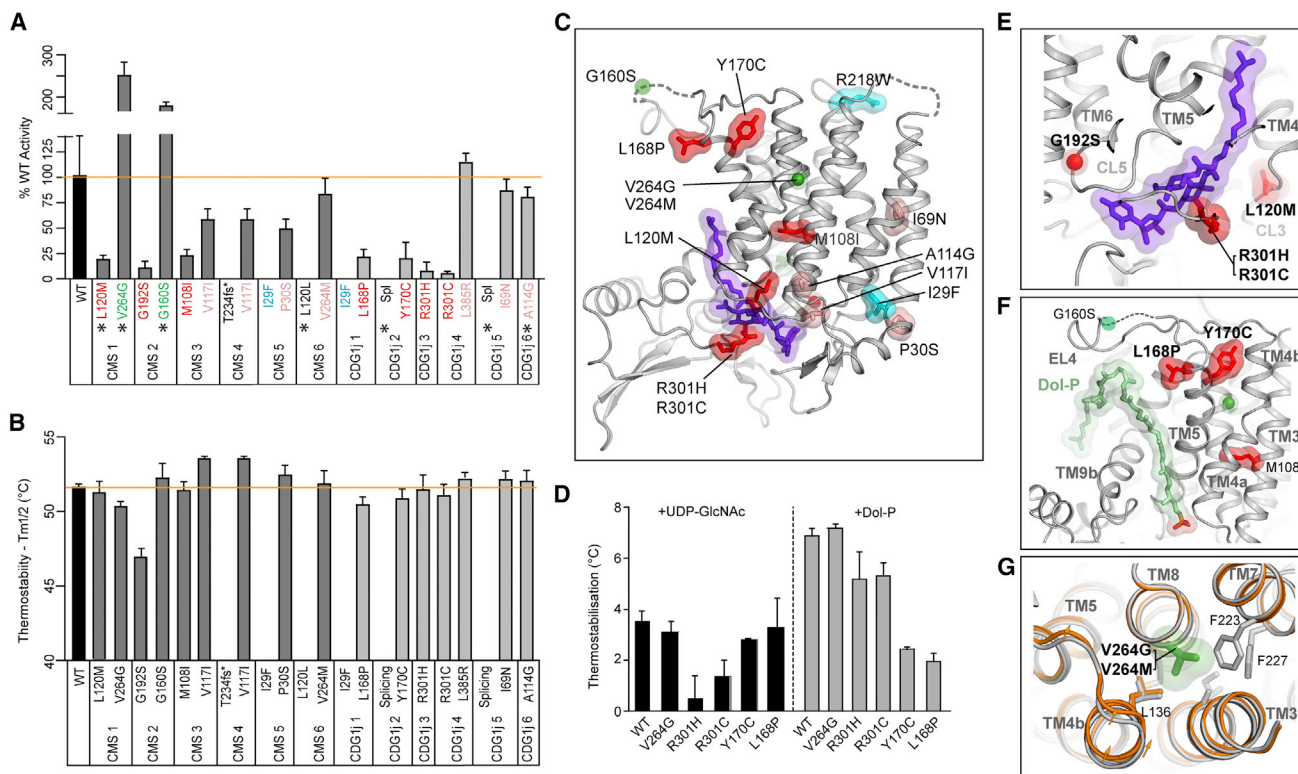 A
% WT Activity
300
200
125
100
75
50
25
0
WT
L120M
V264G
G192S
G160S
M108I
V117I
T234fs*
V117I
I29F
P30S
L120L
V264M
I29F
L168P
Spl
Y170C
R301H
R301C
L385R
Spl
I69N
A114G
* * * * * * *
CMS 1
CMS 2
CMS 3
CMS 4
CMS 5
CMS 6
CDG1j 1
CDG1j 2
CDG1j 3
CDG1j 4
CDG1j 5
CDG1j 6
B
Thermostability - Tm1/2 (°C)
55
50
45
40
WT
L120M
V264G
G192S
G160S
M108I
V117I
T234fs*
V117I
I29F
P30S
L120L
V264M
I29F
L168P
Splicing
Y170C
R301H
R301C
L385R
Splicing
I69N
A114G
CMS 1
CMS 2
CMS 3
CMS 4
CMS 5
CMS 6
CDG1j 1
CDG1j 2
CDG1j 3
CDG1j 4
CDG1j 5
CDG1j 6
C
G160S
Y170C
R218W
L168P
V264G
V264M
I69N
L120M
M108I
A114G
V117I
I29F
P30S
R301H
R301C
D
+UDP-GlcNAc
+Dol-P
Thermostabilisation (°C)
8
6
4
2
0
WT
V264G
R301H
R301C
Y170C
L168P
WT
V264G
R301H
R301C
Y170C
L168P
E
TM6
TM5
TM4
G192S
CL5
L120M
CL3
R301H
R301C
F
G160S
Y170C
L168P
EL4
TM4b
Dol-P
TM5
TM3
M108
TM9b
TM4a
G
TM8
TM7
TM5
F223
V264G
V264M
F227
L136
TM4b
TM3